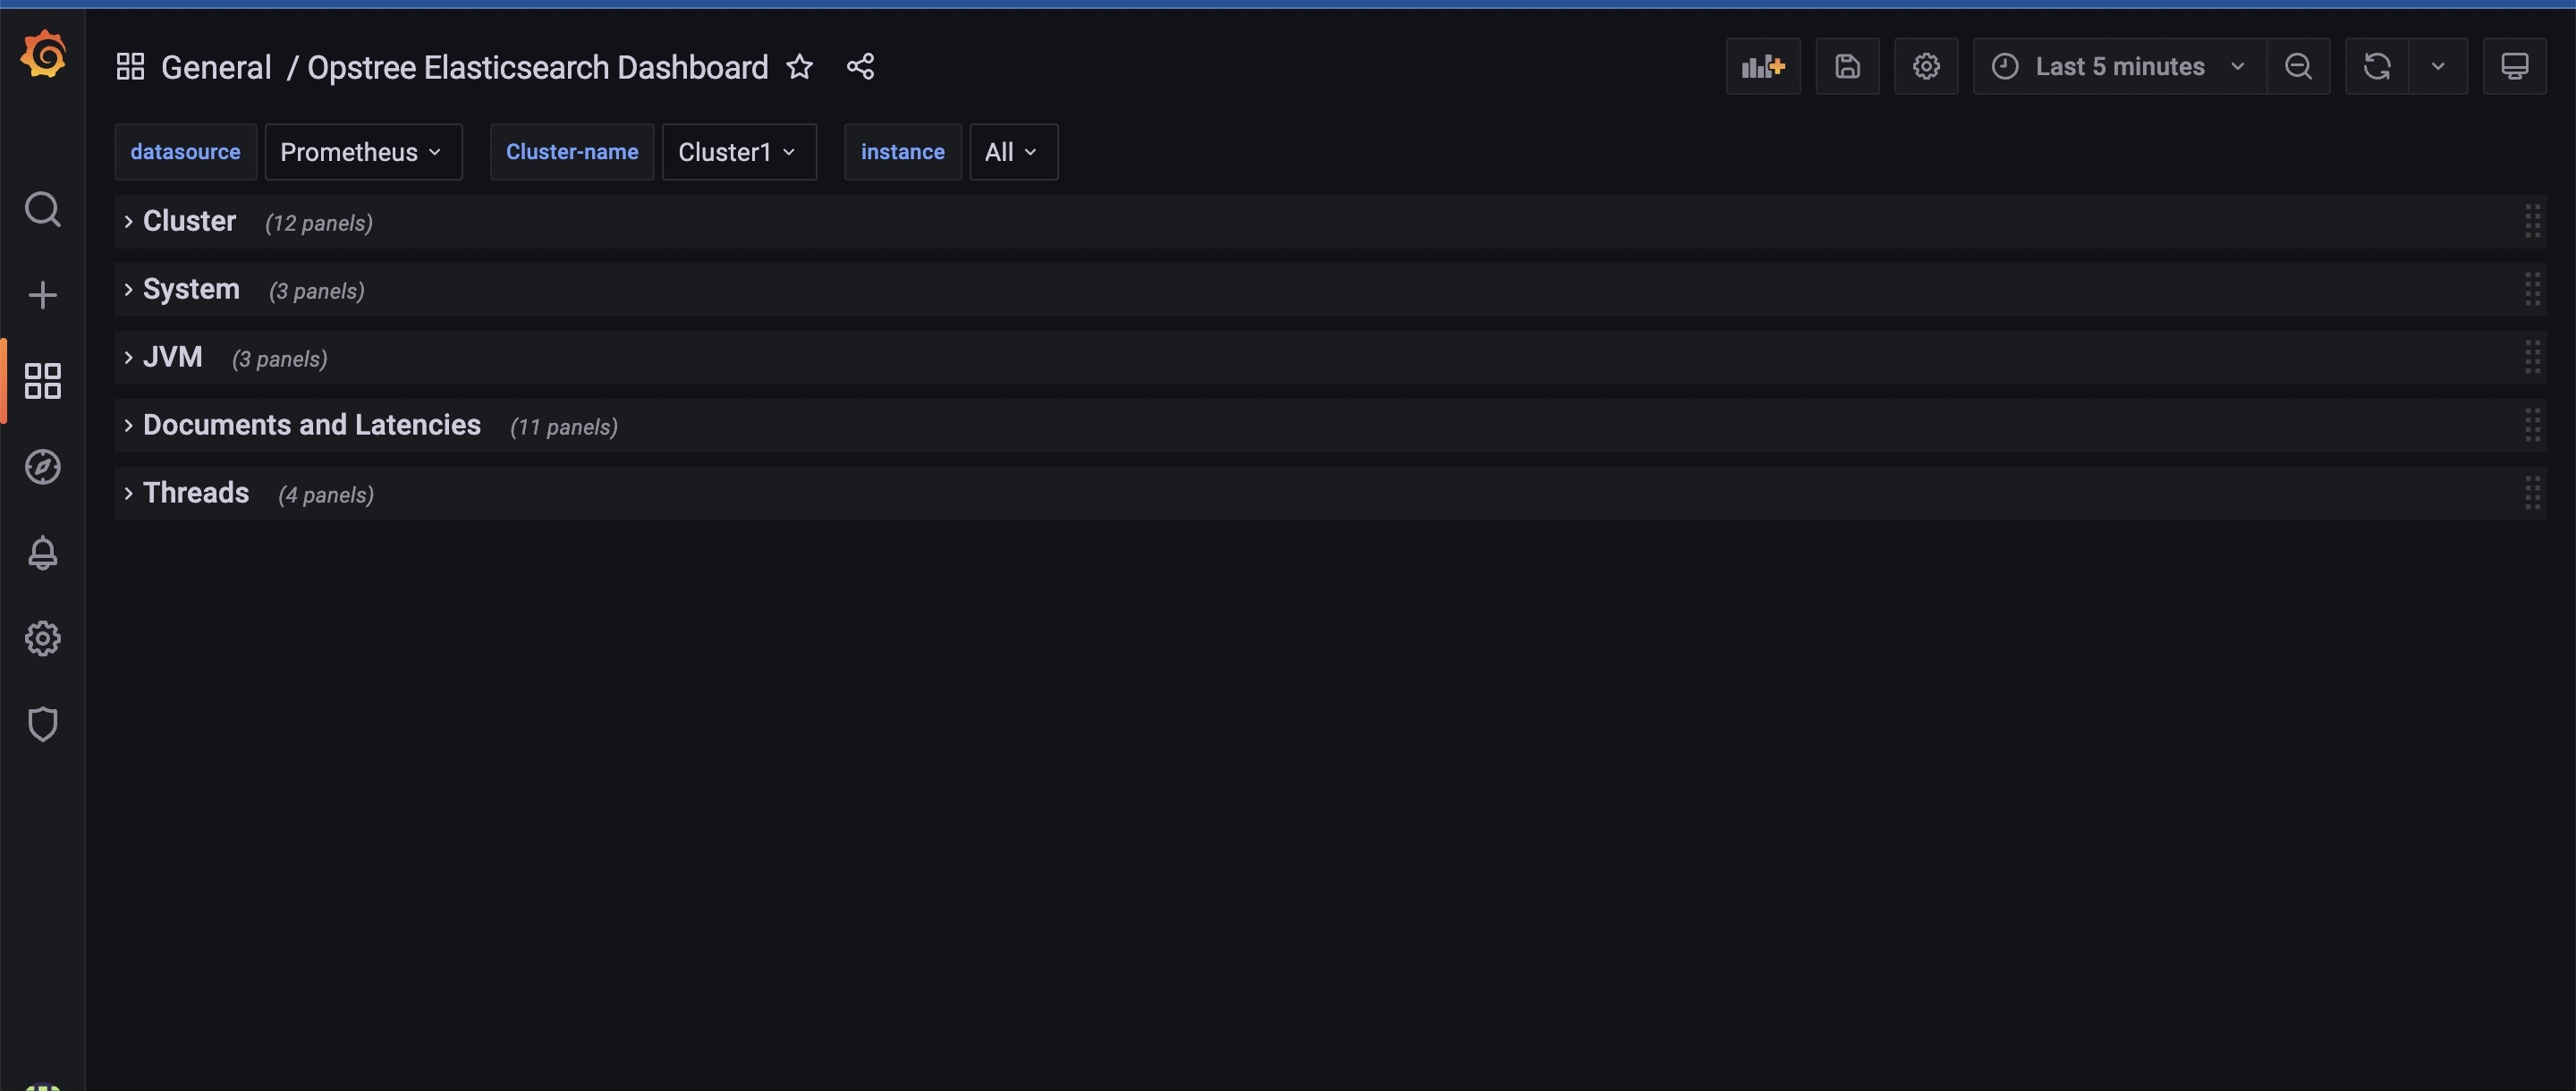 General / Opstree Elasticsearch Dashboard
Last 5 minutes
datasource Prometheus Cluster-name Cluster1 instance All
Cluster (12 panels)
System (3 panels)
JVM (3 panels)
Documents and Latencies (11 panels)
Threads (4 panels)